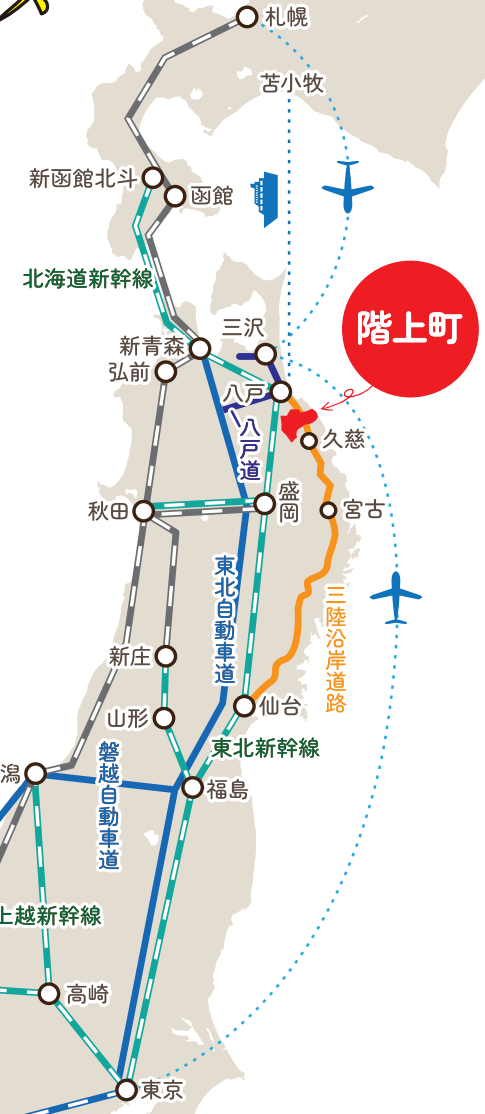 札幌
苫小牧
新函館北斗
函館
北海道新幹線
三沢
階上町
新青森
弘前
八戸
八戸道
久慈
秋田
盛岡
宮古
東北自動車道
三陸沿岸道路
新庄
山形
仙台
東北新幹線
潟
磐越自動車道
福島
上越新幹線
高崎
東京